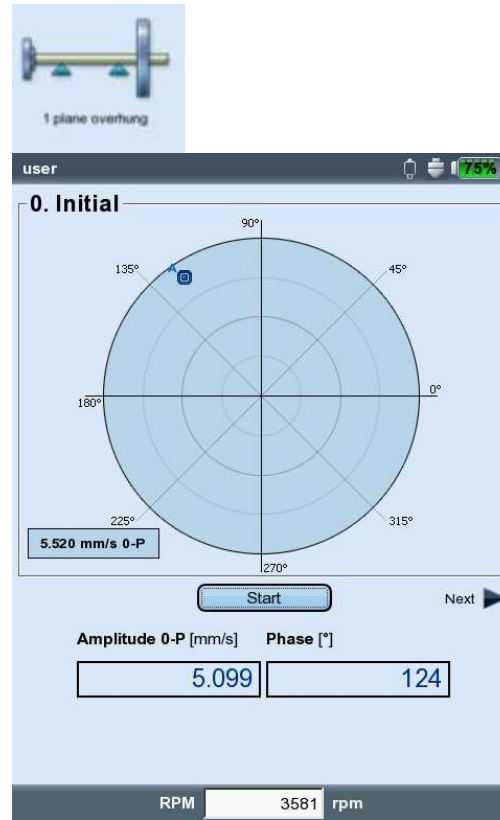 1 plane overhung
user
75%
0. Initial
90°
135°
45°
A
180°
0°
225°
315°
5.520 mm/s 0-P
270°
Start
Next
Amplitude 0-P [mm/s] Phase [°]
5.099 124
RPM 3581 rpm